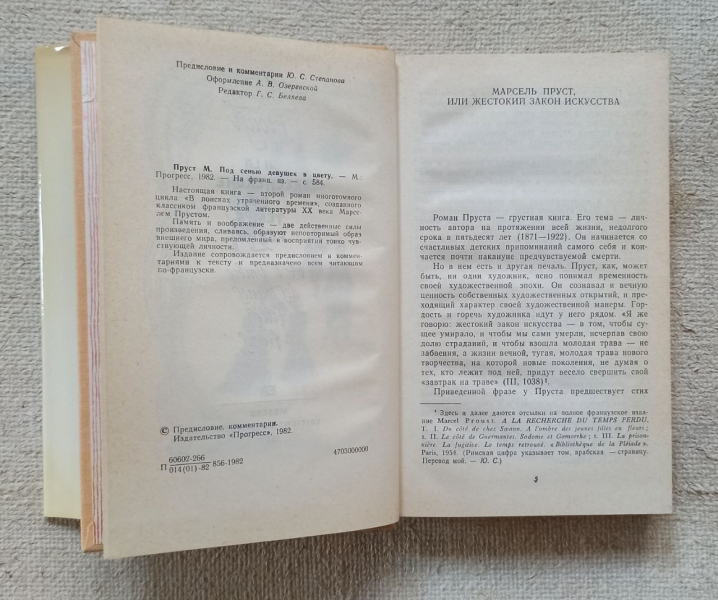 Предисловие и комментарии Ю. С. Степанова
Оформление А. В. Озеревской
Редактор Г. С. Беляева
Пруст М. Под сенью девушек в цвету. — М.:
Прогресс, 1982. — На франц. яз. — с. 584.
Настоящая книга — второй роман многотомного
цикла «В поисках утраченного времени», созданного
классиком французской литературы XX века Марсе-
лем Прустом.
Память и воображение — две действенные силы
произведения, сливаясь, образуют неповторимый образ
внешнего мира, преломленный в восприятии тонко чув-
ствующей личности.
Издание сопровождается предисловием и коммен-
тариями к тексту и предназначено всем читающим
по-французски.
© Предисловие, комментарии.
Издательство «Прогресс», 1982.
П 60602-266
014(01)-82 856-1982
4703000000
МАРСЕЛЬ ПРУСТ,
ИЛИ ЖЕСТОКИЙ ЗАКОН ИСКУССТВА
Роман Пруста — грустная книга. Его тема — лич-
ность автора на протяжении всей жизни, недолгого
срока в пятьдесят лет (1871—1922). Он начинается со
счастливых детских припоминаний самого себя и кон-
чается почти накануне предчувствуемой смерти.
Но в нем есть и другая печаль. Пруст, как, может
быть, ни один художник, ясно понимал временность
своей художественной эпохи. Он сознавал и вечную
ценность собственных художественных открытий, и пре-
ходящий характер своей художественной манеры. Гор-
дость и горечь художника идут у него рядом. «Я же
говорю: жестокий закон искусства — в том, чтобы су-
щее умирало, и чтобы мы сами умерли, исчерпав свою
долю страданий, и чтобы взошла молодая трава — не
забвения, а жизни вечной, тугая, молодая трава нового
творчества, на которой новые поколения, не думая о
тех, кто лежит под ней, придут весело свершить свой
«завтрак на траве» (III, 1038)¹.
Приведенной фразе у Пруста предшествует стих
¹ Здесь и далее даются отсылки на полное французское изда-
ние Marcel Proust. A LA RECHERCHE DU TEMPS PERDU.
T. I. Du côté de chez Swann. A l'ombre des jeunes filles en fleurs;
t. II. Le côté de Guermantes. Sodome et Gomorrhe; t. III. La prison-
nière. La fugitive. Le temps retrouvé. «Bibliothèque de la Pléiade».
Paris, 1954. (Римская цифра указывает том, арабская — страницу.
Перевод мой. — Ю. С.)
5